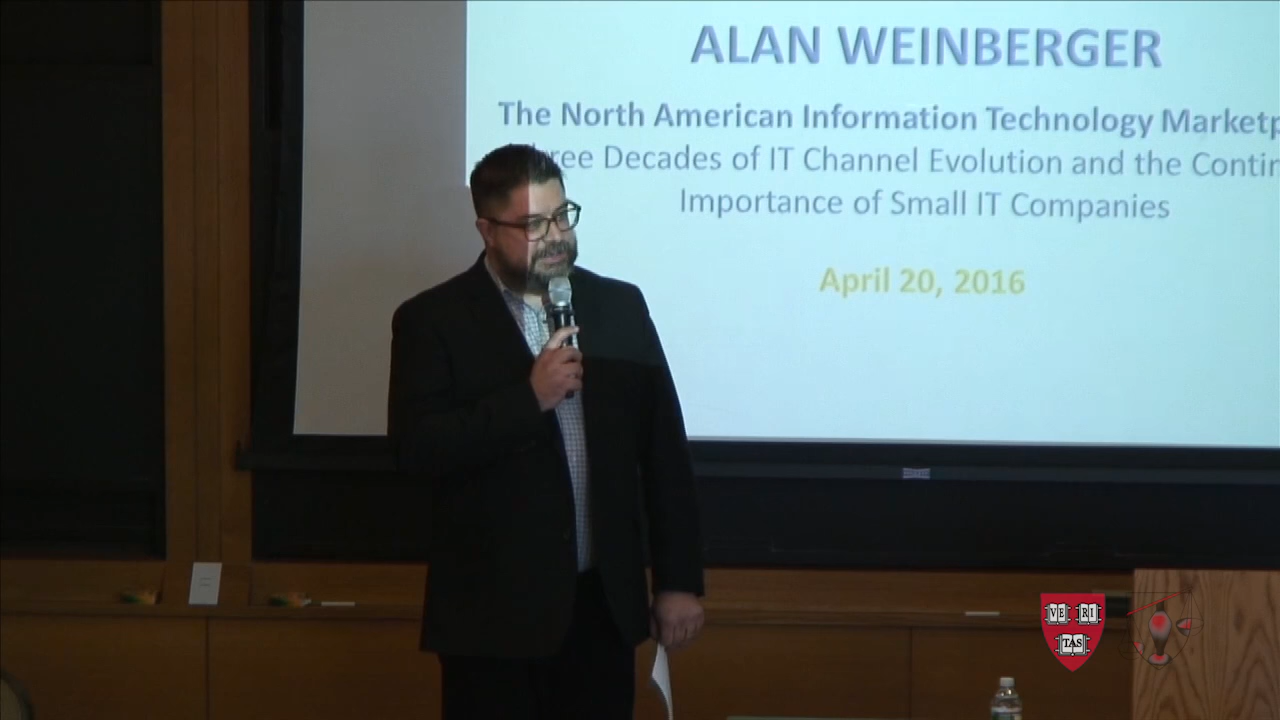 ALAN WEINBERGER
The North American Information Technology Marketp
ree Decades of IT Channel Evolution and the Contin
Importance of Small IT Companies
April 20, 2016
VE RI
TAS